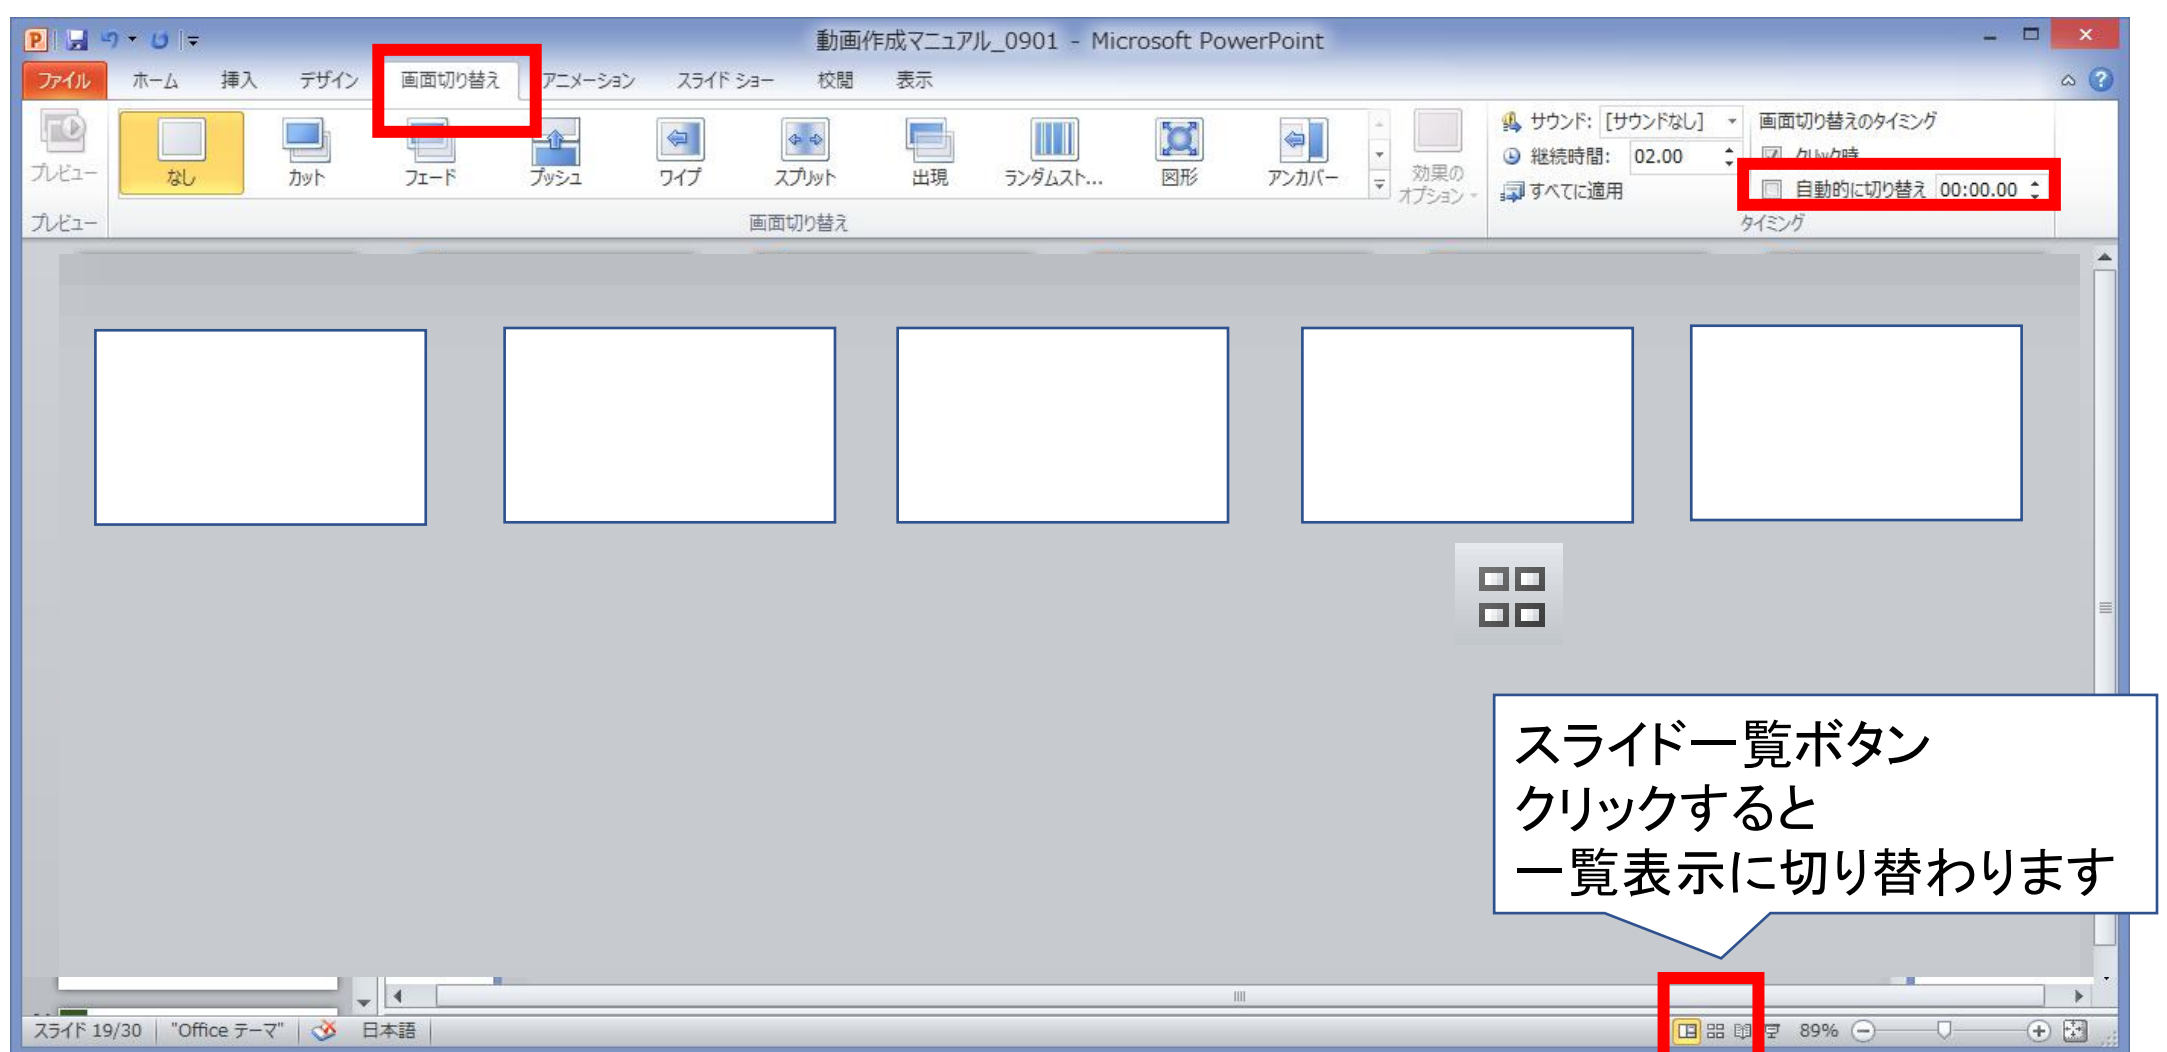 動画作成マニュアル_0901 - Microsoft PowerPoint
ファイル ホーム 挿入 デザイン 画面切り替え アニメーション スライド ショー 校閲 表示
プレビュー なし カット フェード プッシュ ワイプ スプリット 出現 ランダムスト... 図形 アンカバー 効果の
オプション
サウンド: [サウンドなし]
継続時間: 02.00
すべてに適用
画面切り替えのタイミング
クリック時
自動的に切り替え 00:00.00
プレビュー 画面切り替え タイミング
スライド一覧ボタン
クリックすると
一覧表示に切り替わります
スライド 19/30 "Office テーマ" 日本語 89%